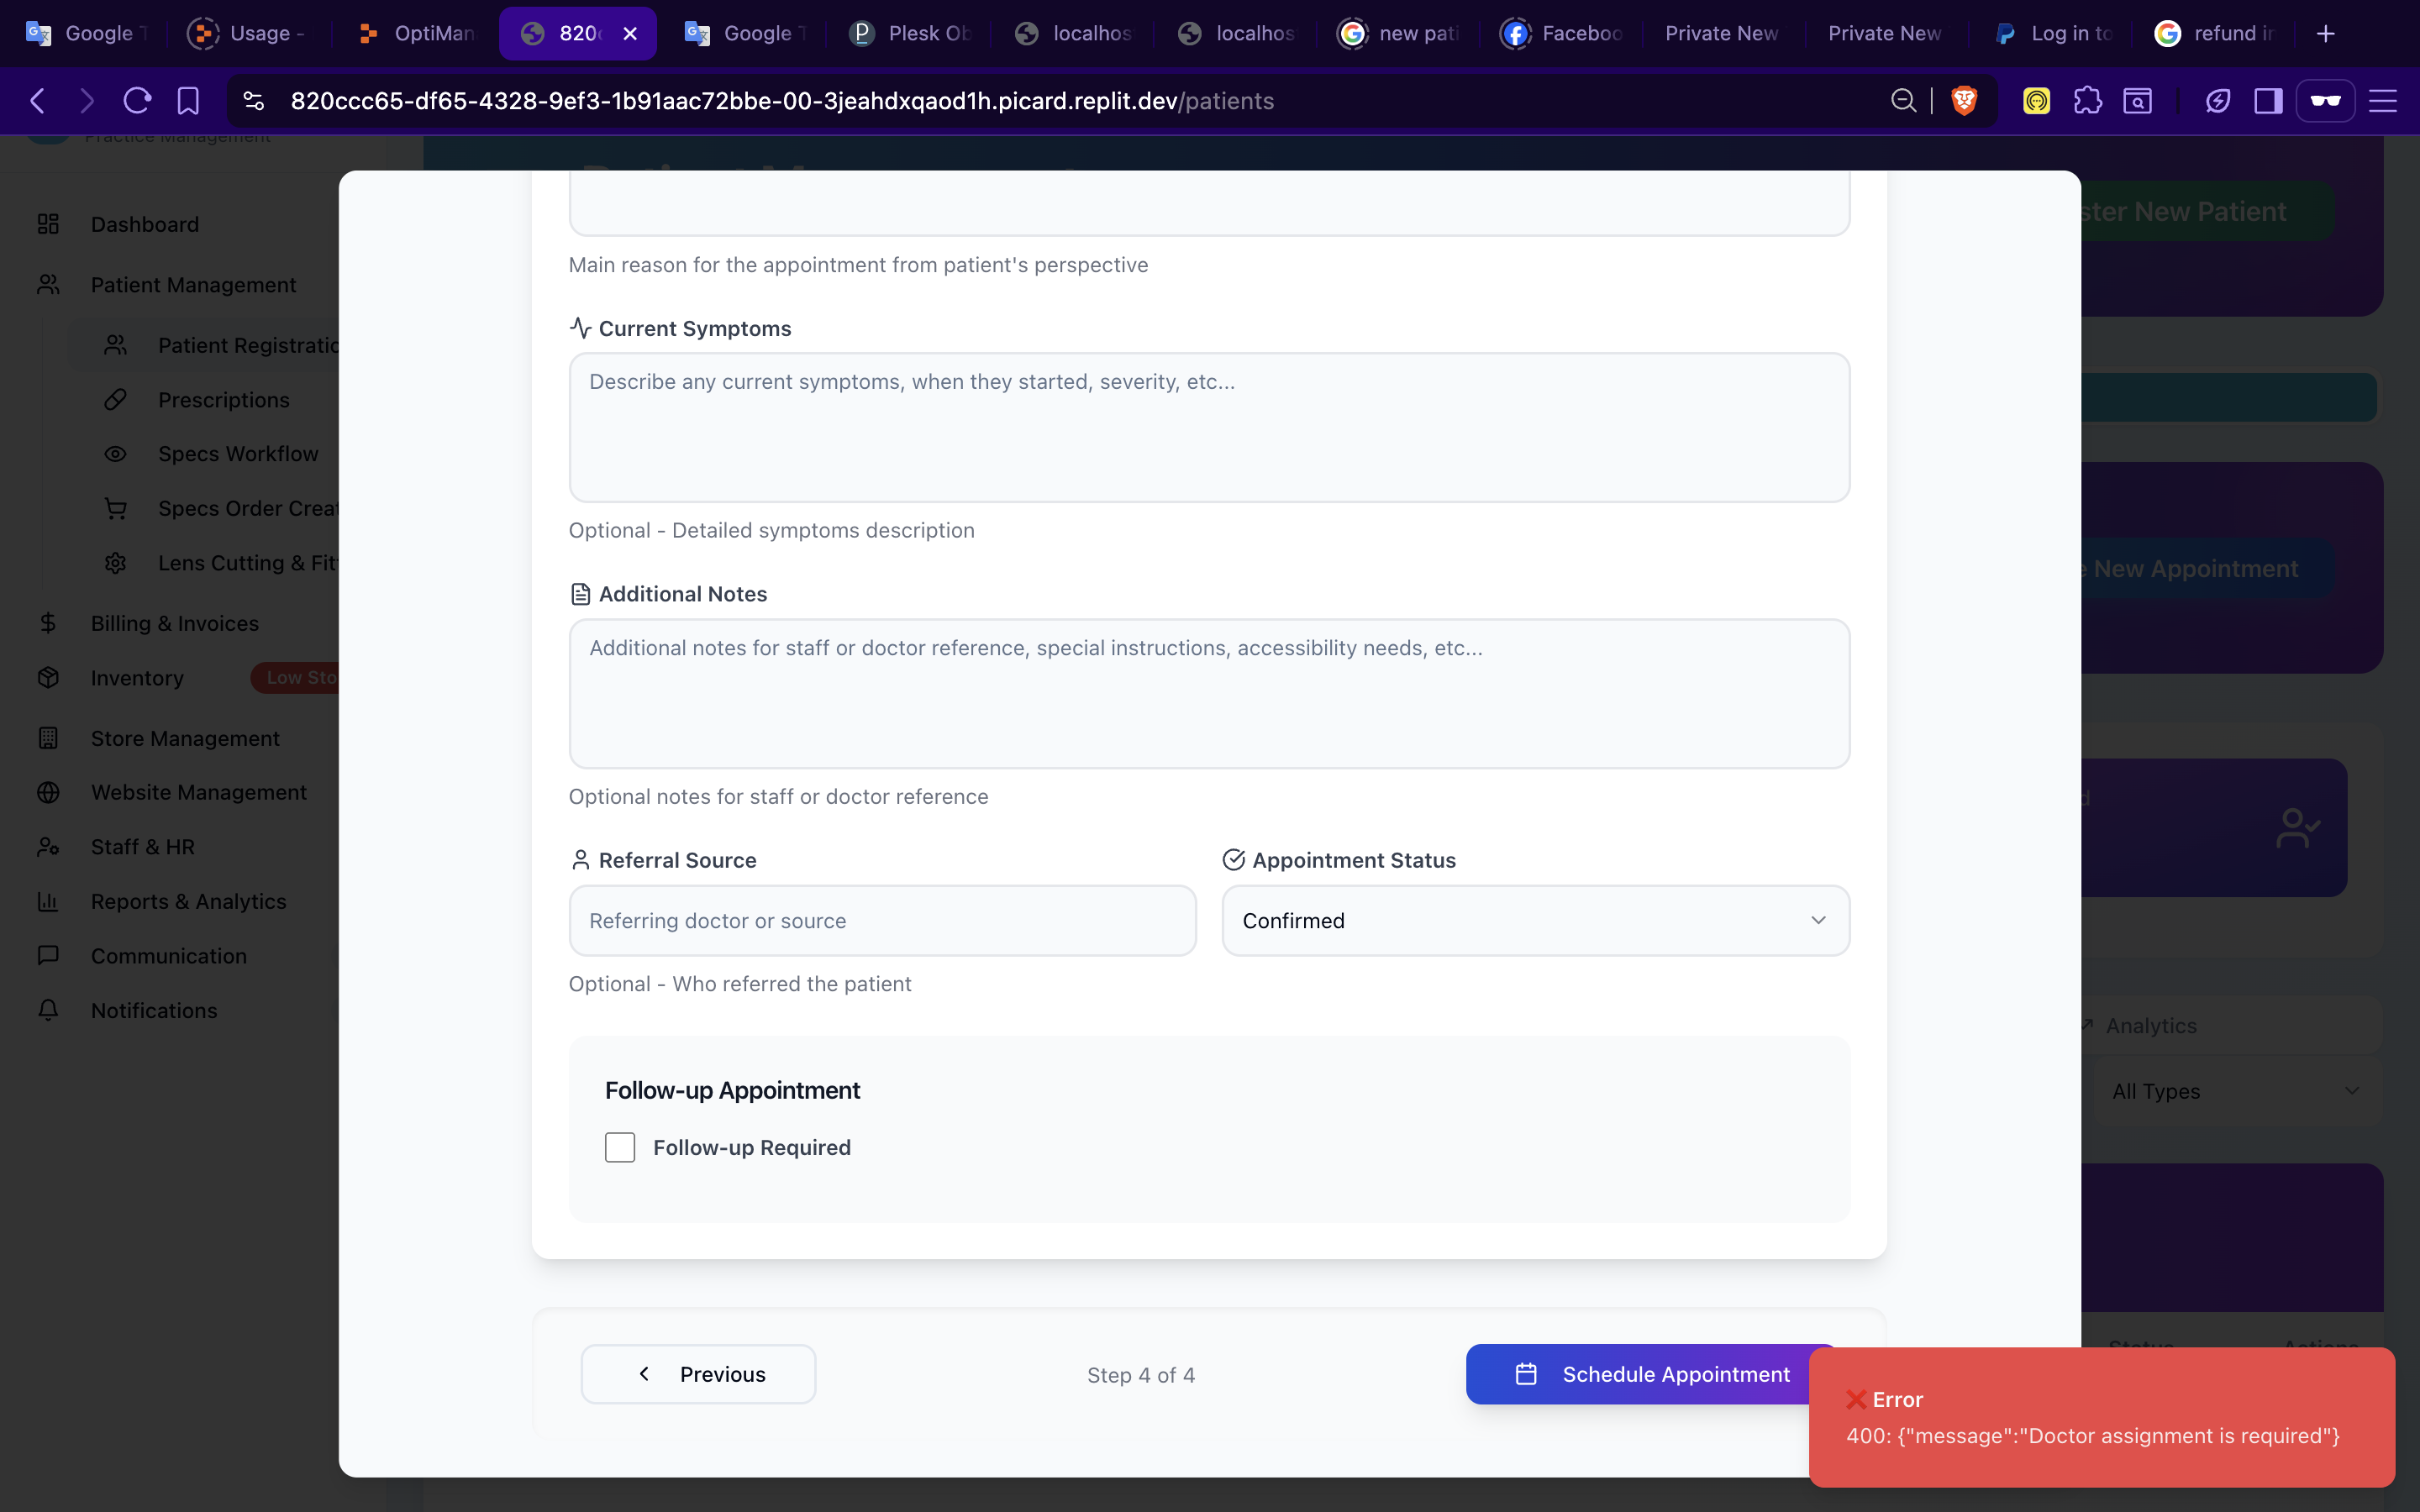 Google T
Usage -
OptiMan
820c
Google T
Plesk Ob
localhos
localhos
new pati
Faceboo
Private New
Private New
Log in to
refund in
820ccc65-df65-4328-9ef3-1b91aac72bbe-00-3jeahdxqaod1h.picard.replit.dev/patients
Practice Management
Dashboard
Patient Management
Patient Registratio
Prescriptions
Specs Workflow
Specs Order Creat
Lens Cutting & Fit
Billing & Invoices
Inventory
Low Sto
Store Management
Website Management
Staff & HR
Reports & Analytics
Communication
Notifications
ster New Patient
e New Appointment
Analytics
All Types
Status
Actions
Main reason for the appointment from patient's perspective
Current Symptoms
Describe any current symptoms, when they started, severity, etc...
Optional - Detailed symptoms description
Additional Notes
Additional notes for staff or doctor reference, special instructions, accessibility needs, etc...
Optional notes for staff or doctor reference
Referral Source
Appointment Status
Referring doctor or source
Confirmed
Optional - Who referred the patient
Follow-up Appointment
Follow-up Required
Previous
Step 4 of 4
Schedule Appointment
❌ Error
400: {"message":"Doctor assignment is required"}